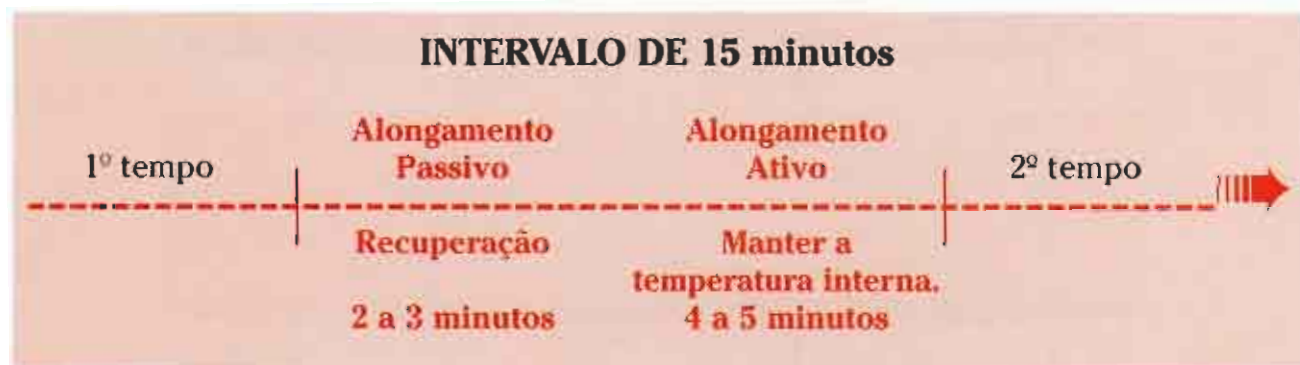 INTERVALO DE 15 minutos
1º tempo
Alongamento
Passivo
Recuperação
2 a 3 minutos
Alongamento
Ativo
Manter a
temperatura interna.
4 a 5 minutos
2º tempo